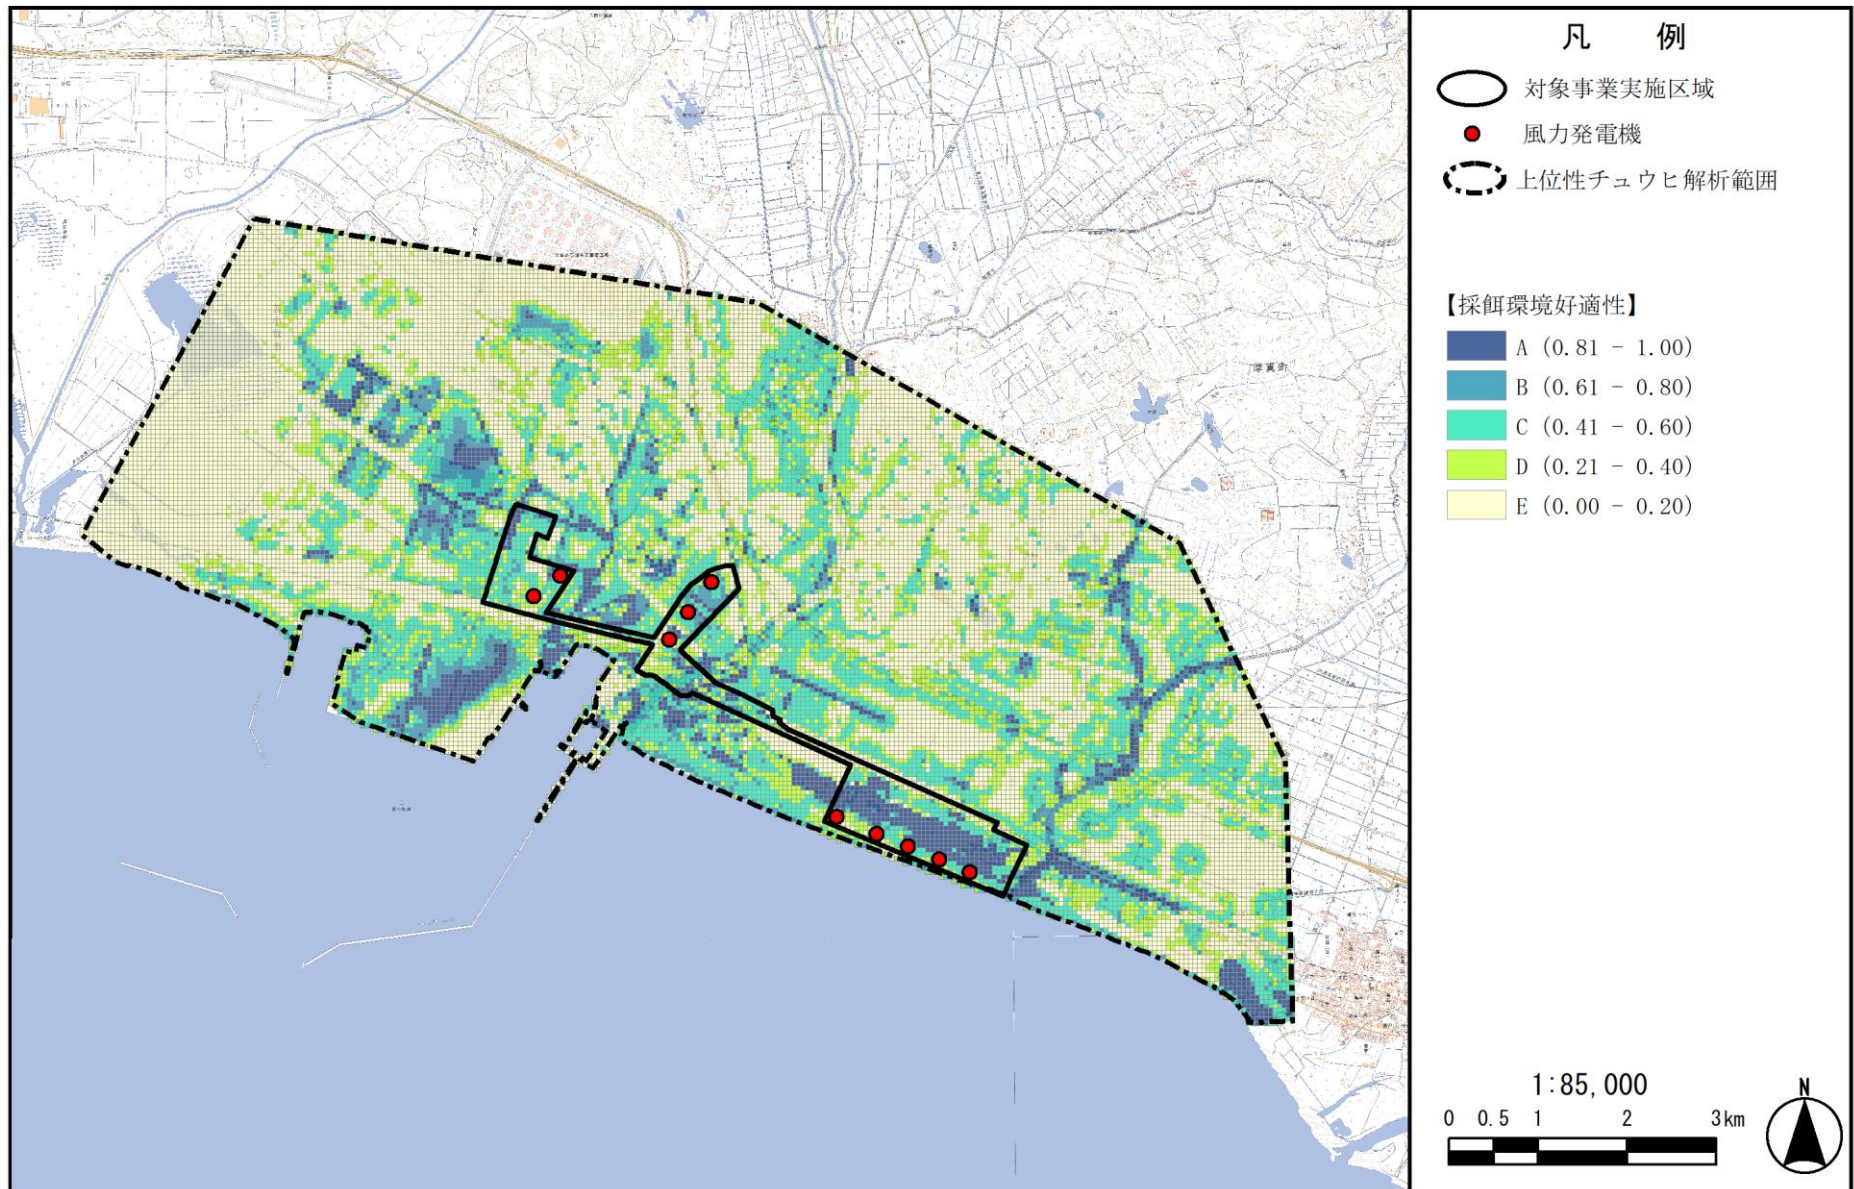 凡 例
対象事業実施区域
風力発電機
上位性チュウヒ解析範囲
【採餌環境好適性】
A (0.81 - 1.00)
B (0.61 - 0.80)
C (0.41 - 0.60)
D (0.21 - 0.40)
E (0.00 - 0.20)
厚真町
1:85,000
0 0.5 1 2 3km
N